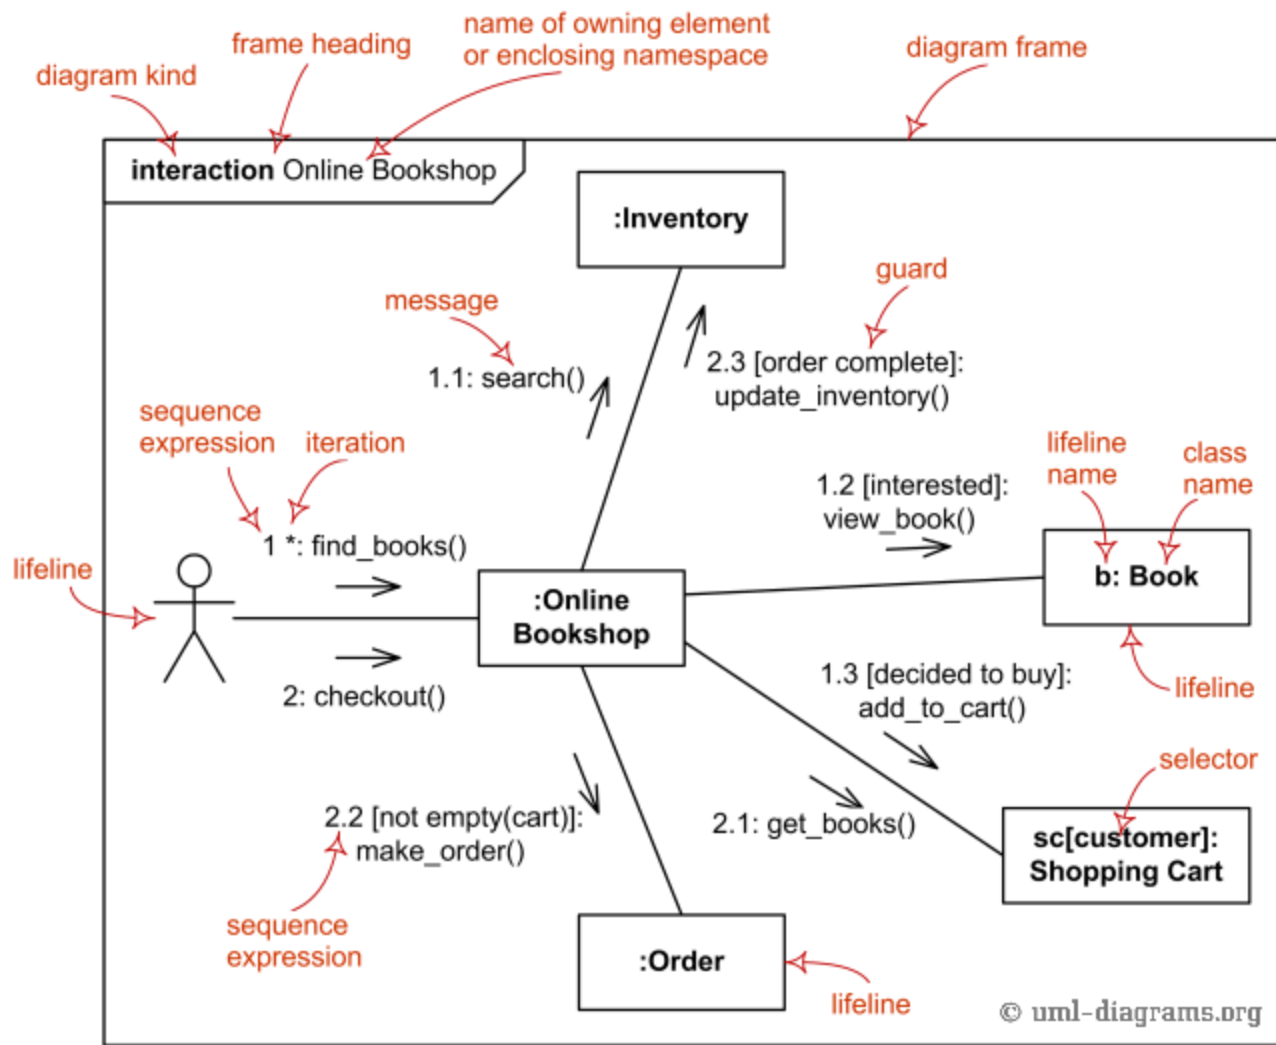 name of owning element
or enclosing namespace
frame heading
diagram frame
diagram kind
interaction Online Bookshop
:Inventory
guard
message
2.3 [order complete]:
update_inventory()
1.1: search()
sequence
expression
iteration
lifeline
name
class
name
1.2 [interested]:
view_book()
1 *: find_books()
lifeline
b: Book
:Online
Bookshop
1.3 [decided to buy]:
add_to_cart()
lifeline
2: checkout()
selector
2.2 [not empty(cart)]:
make_order()
2.1: get_books()
sc[customer]:
Shopping Cart
sequence
expression
:Order
lifeline
© uml-diagrams.org